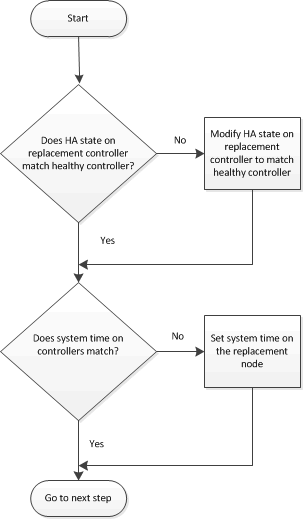 Start
Does HA state on
replacement controller
match healthy controller?
No
Modify HA state on
replacement
controller to match
healthy controller
Yes
Does system time on
controllers match?
No
Set system time on
the replacement
node
Yes
Go to next step